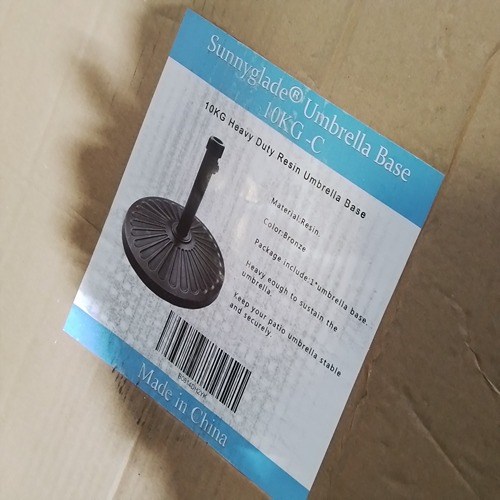 Sunnyglade® Umbrella Base
10KG -C
10KG Heavy Duty Resin Umbrella Base
Material:Resin.
Color:Bronze
Package include:1*umbrella base.
Heavy eough to sustain the
umbrella.
Keep your patio umbrella stable
and securely.
Made in China